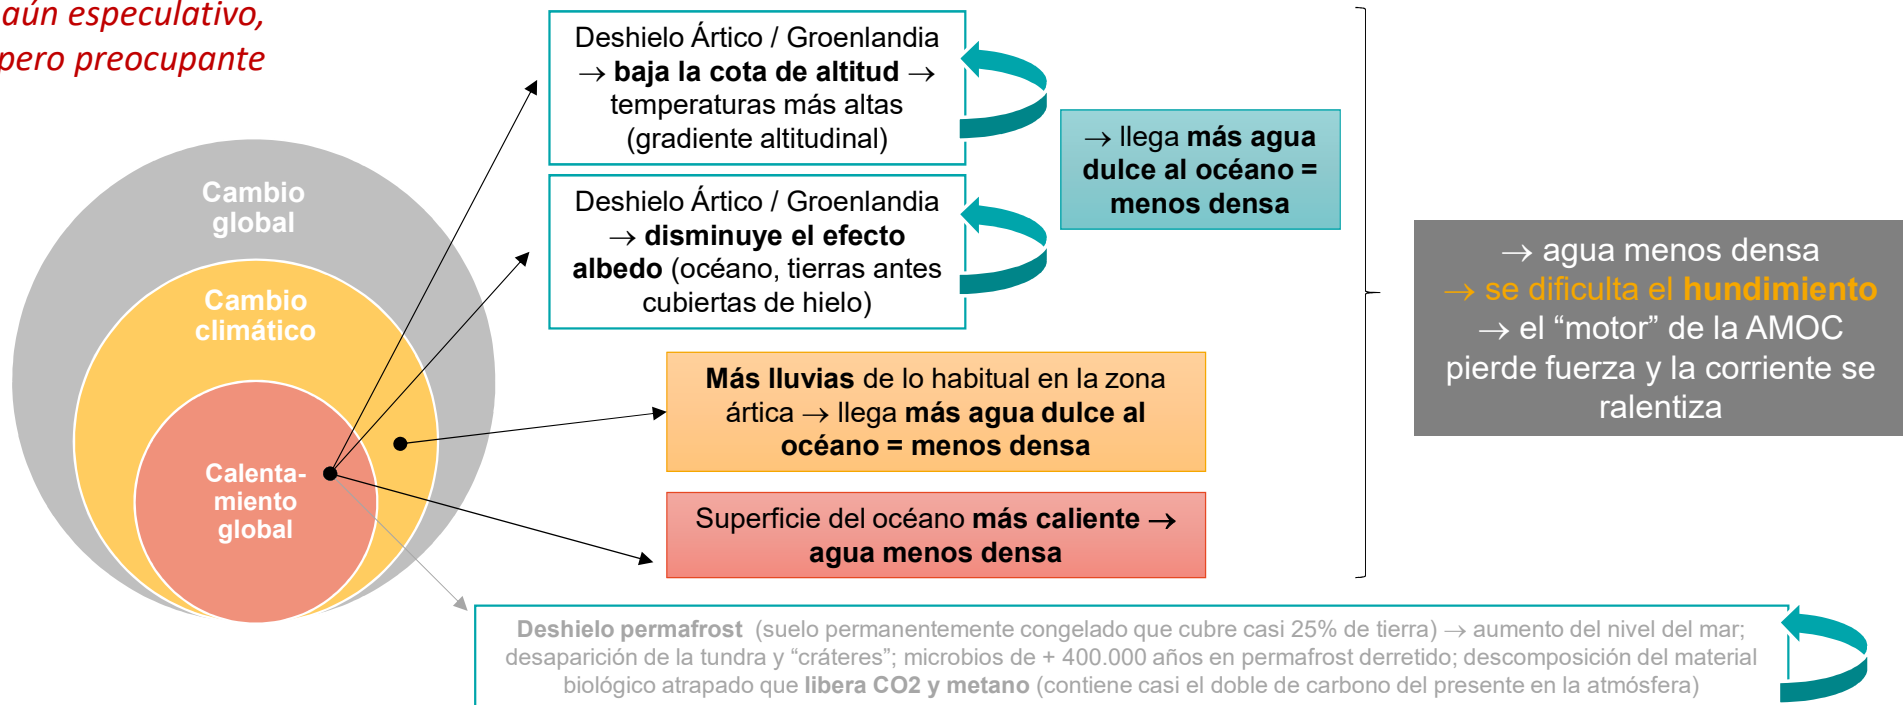 aún especulativo,
pero preocupante
Cambio
global
Cambio
climático
Calenta-
miento
global
Deshielo Ártico / Groenlandia
→ baja la cota de altitud →
temperaturas más altas
(gradiente altitudinal)
Deshielo Ártico / Groenlandia
→ disminuye el efecto
albedo (océano, tierras antes
cubiertas de hielo)
→ llega más agua
dulce al océano =
menos densa
Más lluvias de lo habitual en la zona
ártica → llega más agua dulce al
océano = menos densa
Superficie del océano más caliente →
agua menos densa
→ agua menos densa
→ se dificulta el hundimiento
→ el “motor” de la AMOC
pierde fuerza y la corriente se
ralentiza
Deshielo permafrost (suelo permanentemente congelado que cubre casi 25% de tierra) → aumento del nivel del mar;
desaparición de la tundra y “cráteres”; microbios de + 400.000 años en permafrost derretido; descomposición del material
biológico atrapado que libera CO2 y metano (contiene casi el doble de carbono del presente en la atmósfera)